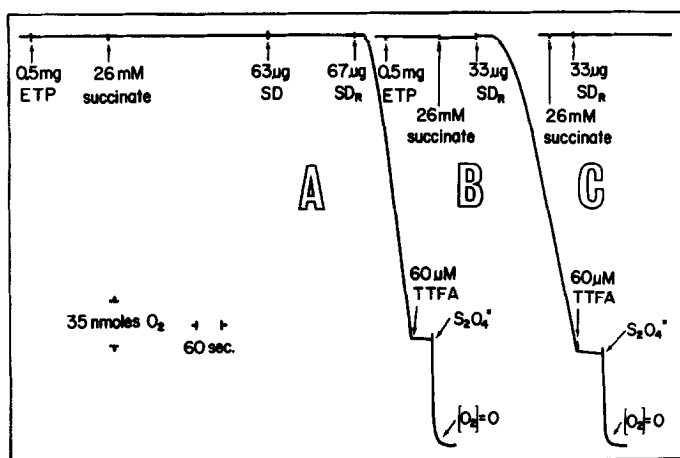 0.5mg
ETP
26mM
succinate
63µg
SD
67µg
SD_R
0.5mg
ETP
26mM
succinate
33µg
SD_R
26mM
succinate
33µg
SD_R
A
B
C
60µM
TTFA
S₂O₄⁼
[O₂]=0
60µM
TTFA
S₂O₄⁼
[O₂]=0
35 nmoles O₂
60 sec.